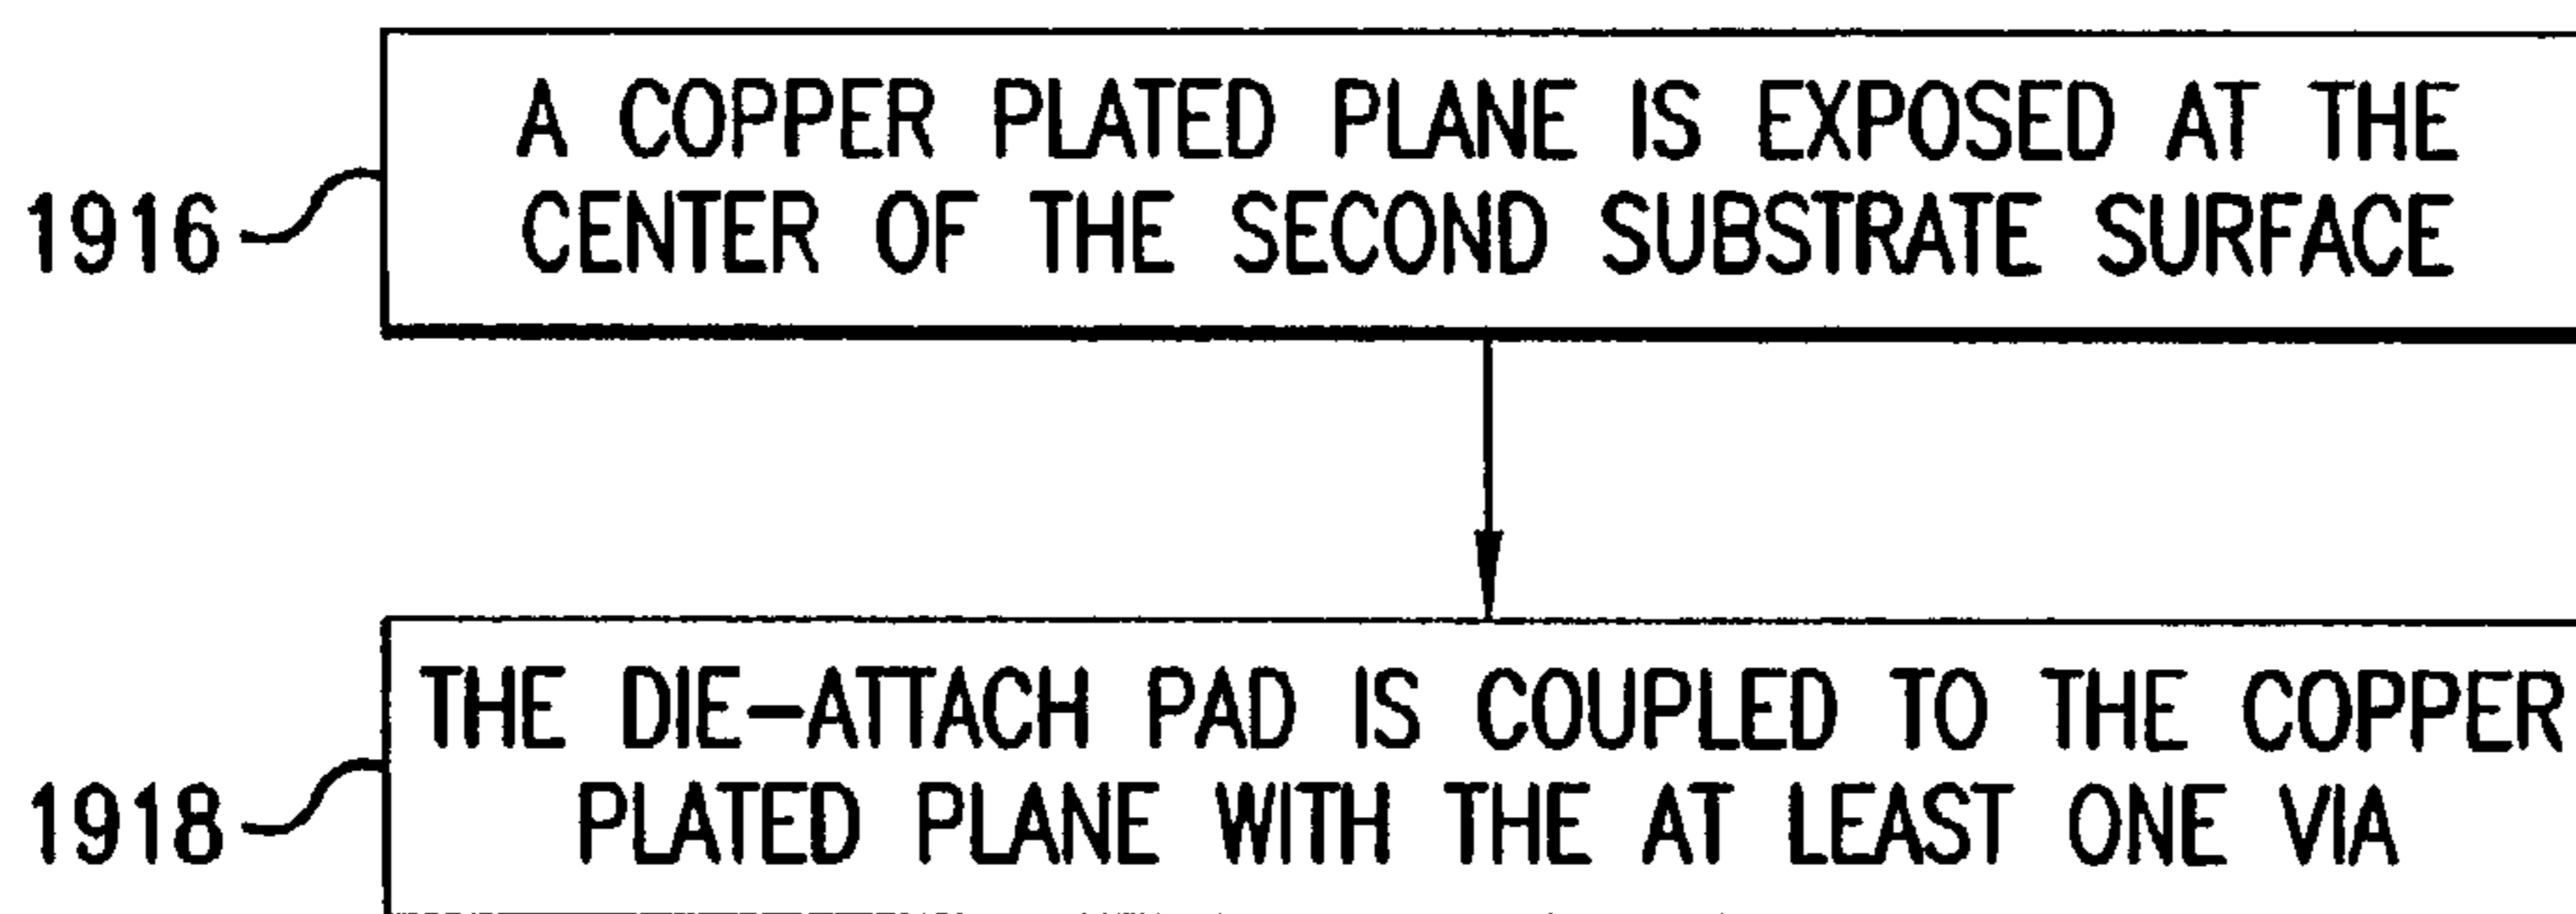 A COPPER PLATED PLANE IS EXPOSED AT THE
1916
CENTER OF THE SECOND SUBSTRATE SURFACE
THE DIE-ATTACH PAD IS COUPLED TO THE COPPER
1918
PLATED PLANE WITH THE AT LEAST ONE VIA